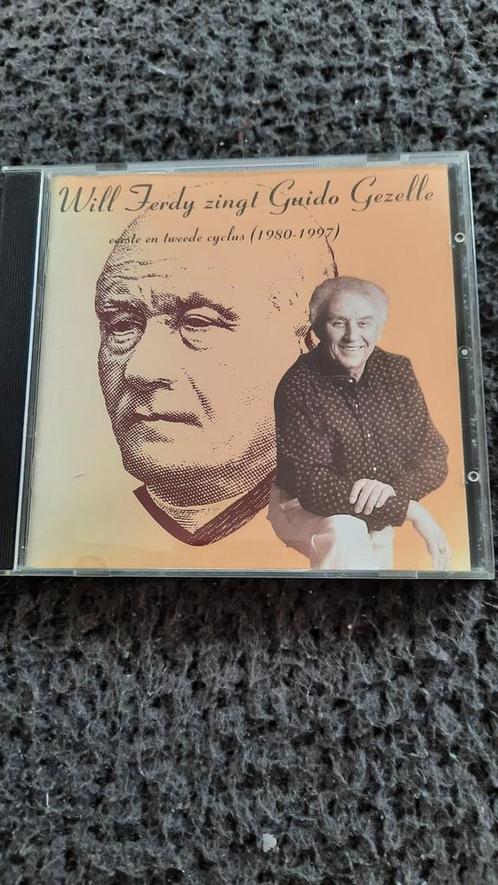 Will Ferdy zingt Guido Gezelle
eerste en tweede cyclus (1980-1997)